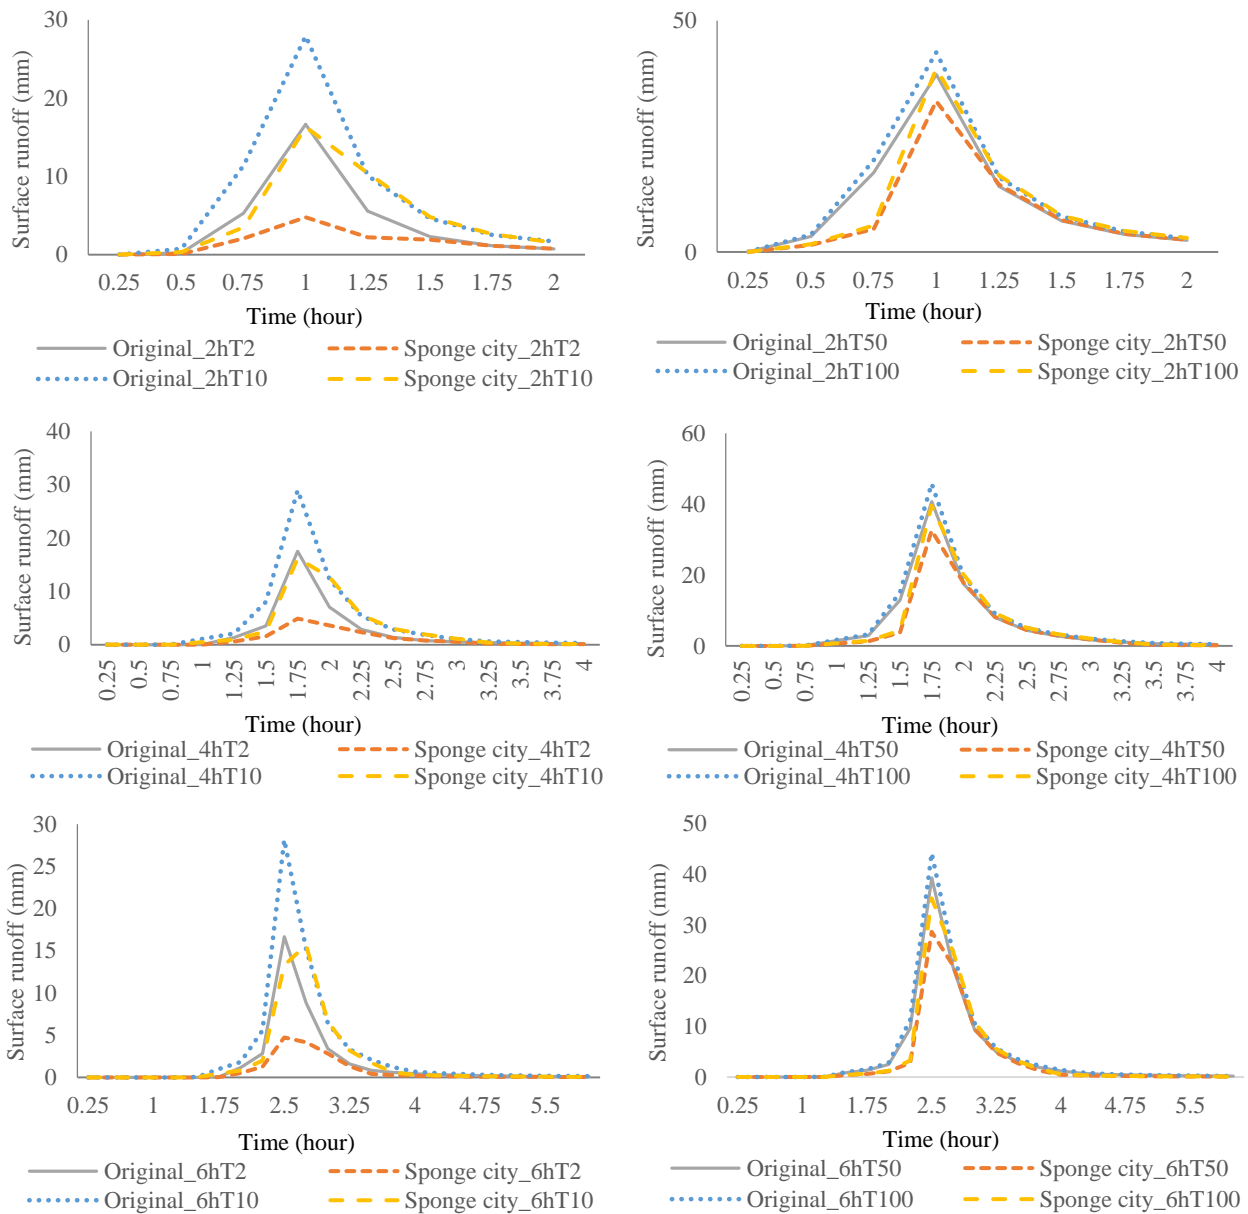 Surface runoff (mm)
30
20
10
0
0.25 0.5 0.75 1 1.25 1.5 1.75 2
Time (hour)
Original_2hT2 Sponge city_2hT2
Original_2hT10 Sponge city_2hT10
Surface runoff (mm)
50
0
0.25 0.5 0.75 1 1.25 1.5 1.75 2
Time (hour)
Original_2hT50 Sponge city_2hT50
Original_2hT100 Sponge city_2hT100
Surface runoff (mm)
40
30
20
10
0
0.25 0.5 0.75 1 1.25 1.5 1.75 2 2.25 2.5 2.75 3 3.25 3.5 3.75 4
Time (hour)
Original_4hT2 Sponge city_4hT2
Original_4hT10 Sponge city_4hT10
Surface runoff (mm)
60
40
20
0
0.25 0.5 0.75 1 1.25 1.5 1.75 2 2.25 2.5 2.75 3 3.25 3.5 3.75 4
Time (hour)
Original_4hT50 Sponge city_4hT50
Original_4hT100 Sponge city_4hT100
Surface runoff (mm)
30
25
20
15
10
5
0
0.25 1 1.75 2.5 3.25 4 4.75 5.5
Time (hour)
Original_6hT2 Sponge city_6hT2
Original_6hT10 Sponge city_6hT10
Surface runoff (mm)
50
40
30
20
10
0
0.25 1 1.75 2.5 3.25 4 4.75 5.5
Time (hour)
Original_6hT50 Sponge city_6hT50
Original_6hT100 Sponge city_6hT100